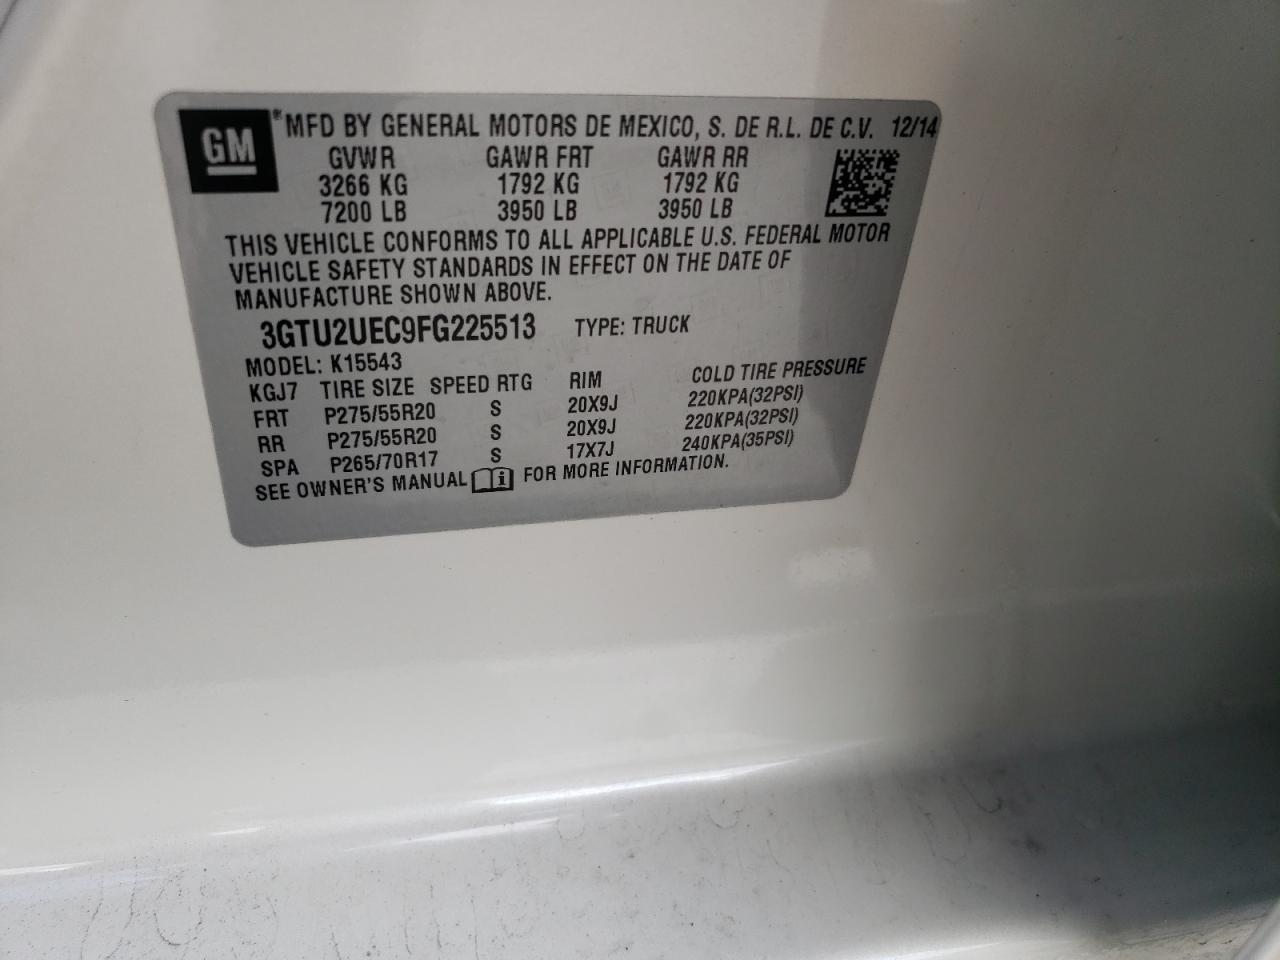 GM ® MFD BY GENERAL MOTORS DE MEXICO, S. DE R.L. DE C.V. 12/14
GVWR GAWR FRT GAWR RR
3266 KG 1792 KG 1792 KG
7200 LB 3950 LB 3950 LB
THIS VEHICLE CONFORMS TO ALL APPLICABLE U.S. FEDERAL MOTOR
VEHICLE SAFETY STANDARDS IN EFFECT ON THE DATE OF
MANUFACTURE SHOWN ABOVE.
3GTU2UEC9FG225513 TYPE: TRUCK
MODEL: K15543
KGJ7 TIRE SIZE SPEED RTG RIM COLD TIRE PRESSURE
FRT P275/55R20 S 20X9J 220KPA(32PSI)
RR P275/55R20 S 20X9J 220KPA(32PSI)
SPA P265/70R17 S 17X7J 240KPA(35PSI)
SEE OWNER'S MANUAL i FOR MORE INFORMATION.